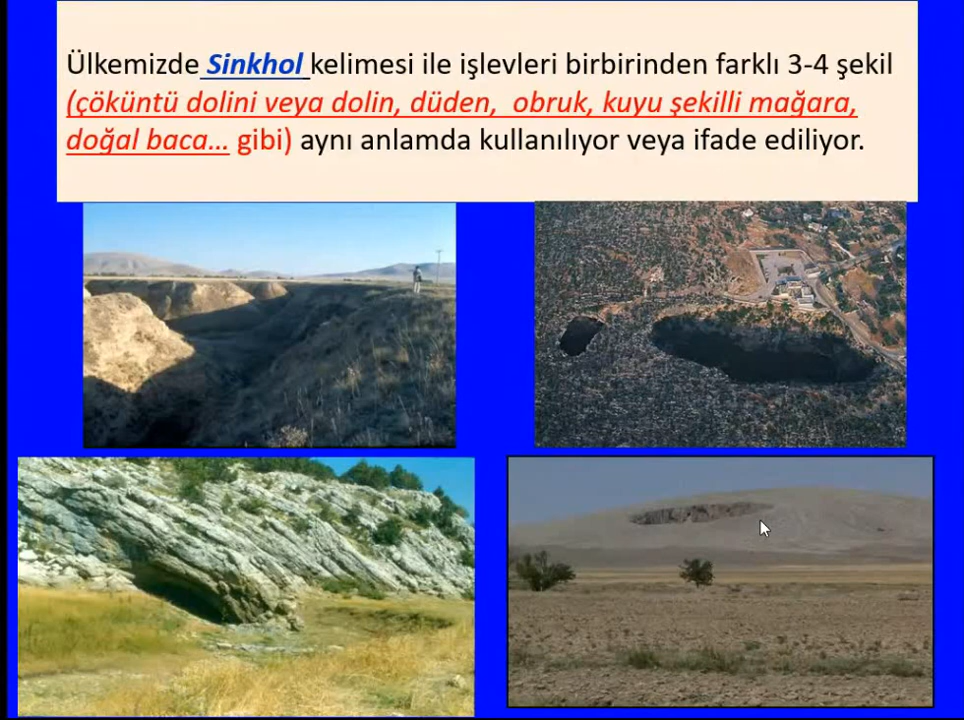 Ülkemizde Sinkhol kelimesi ile işlevleri birbirinden farklı 3-4 şekil
(çöküntü dolini veya dolin, düden, obruk, kuyu şekilli mağara,
doğal baca... gibi) aynı anlamda kullanılıyor veya ifade ediliyor.